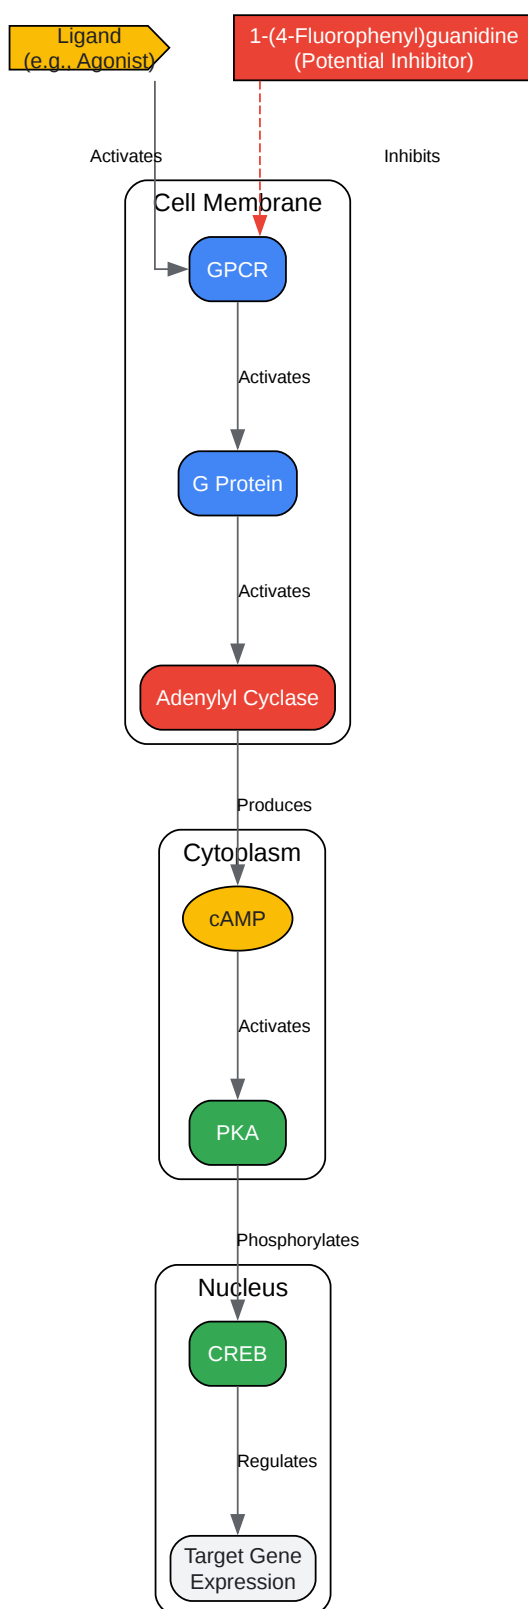 Ligand
(e.g., Agonist)
1-(4-Fluorophenyl)guanidine
(Potential Inhibitor)
Activates
Inhibits
Cell Membrane
GPCR
Activates
G Protein
Activates
Adenylyl Cyclase
Produces
Cytoplasm
cAMP
Activates
PKA
Phosphorylates
Nucleus
CREB
Regulates
Target Gene
Expression